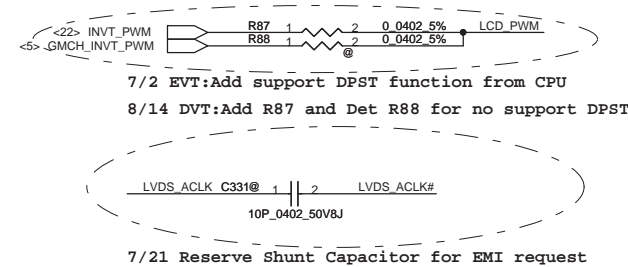 <22> INVT_PWM R87 1 2 0_0402_5% LCD_PWM
<5> GMCH_INVT_PWM R88 1 2 0_0402_5%
@
7/2 EVT:Add support DPST function from CPU
8/14 DVT:Add R87 and Det R88 for no support DPST
LVDS_ACLK C331@ 1 2 LVDS_ACLK#
10P_0402_50V8J
7/21 Reserve Shunt Capacitor for EMI request